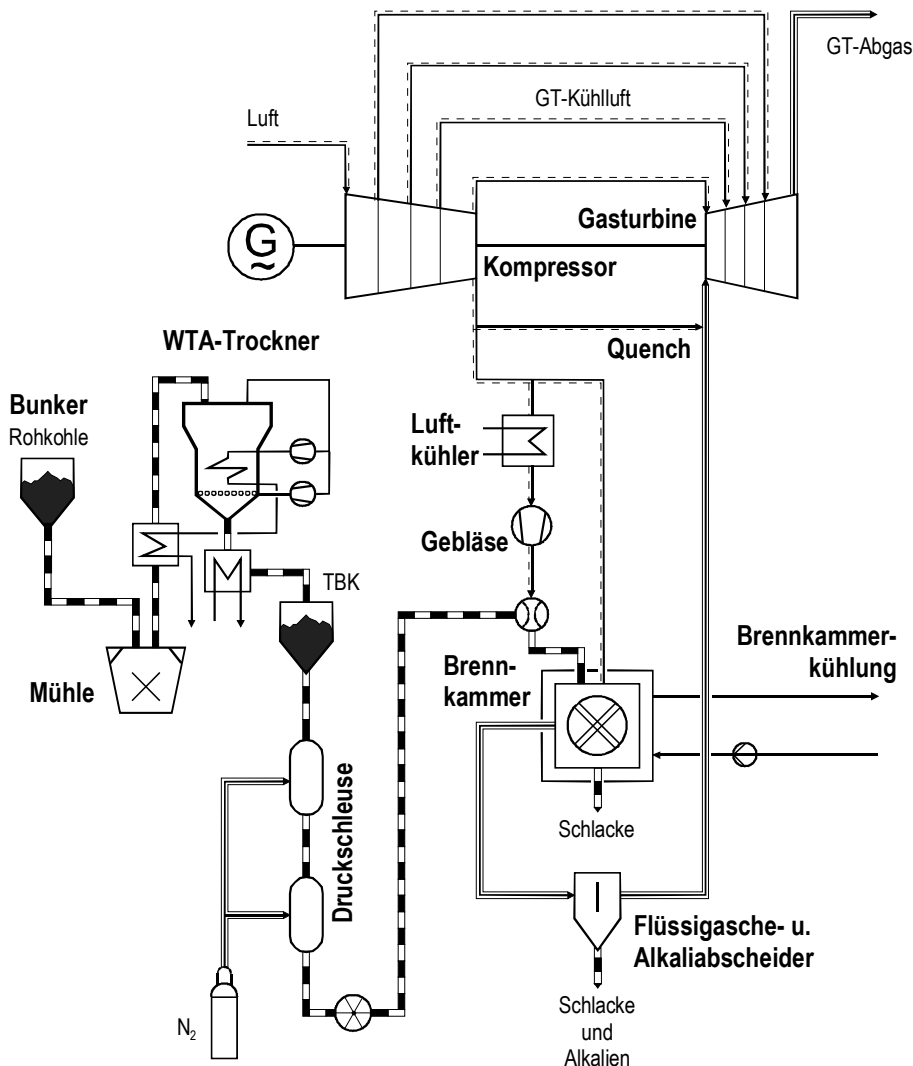 GT-Abgas
GT-Kühlluft
Luft
G
~
Gasturbine
Kompressor
Quench
WTA-Trockner
Bunker
Rohkohle
Luft-
kühler
Gebläse
TBK
Mühle
Brenn-
kammer
Brennkammer-
kühlung
Druckschleuse
Schlacke
Flüssigasche- u.
Alkaliabscheider
N2
Schlacke
und
Alkalien